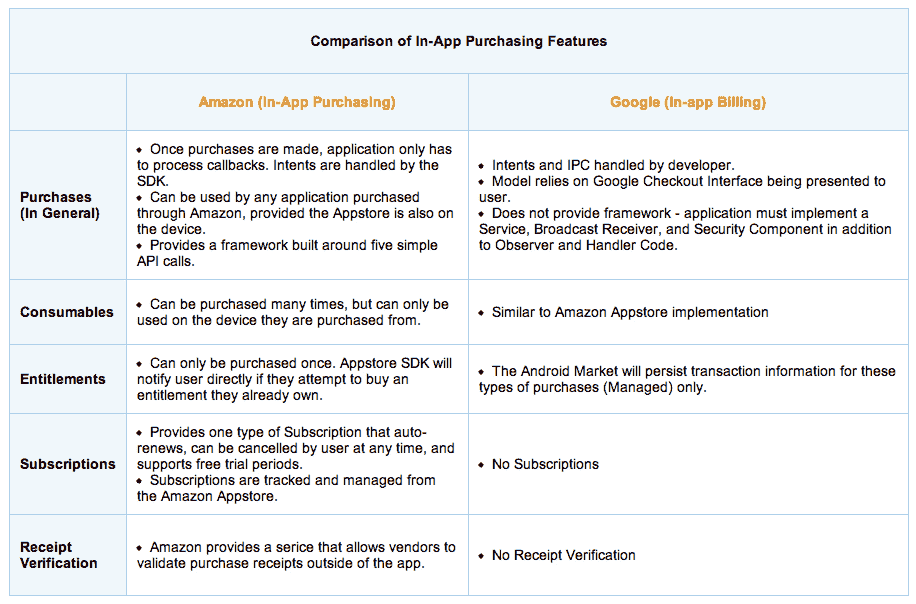 Comparison of In-App Purchasing Features
Amazon (In-App Purchasing)
Google (In-app Billing)
Purchases
(In General)
• Once purchases are made, application only has
to process callbacks. Intents are handled by the
SDK.
• Can be used by any application purchased
through Amazon, provided the Appstore is also on
the device.
• Provides a framework built around five simple
API calls.
• Intents and IPC handled by developer.
• Model relies on Google Checkout Interface being presented to
user.
• Does not provide framework - application must implement a
Service, Broadcast Receiver, and Security Component in addition
to Observer and Handler Code.
Consumables
• Can be purchased many times, but can only be
used on the device they are purchased from.
• Similar to Amazon Appstore implementation
Entitlements
• Can only be purchased once. Appstore SDK will
notify user directly if they attempt to buy an
entitlement they already own.
• The Android Market will persist transaction information for these
types of purchases (Managed) only.
Subscriptions
• Provides one type of Subscription that auto-
renews, can be cancelled by user at any time, and
supports free trial periods.
• Subscriptions are tracked and managed from
the Amazon Appstore.
• No Subscriptions
Receipt
Verification
• Amazon provides a serice that allows vendors to
validate purchase receipts outside of the app.
• No Receipt Verification